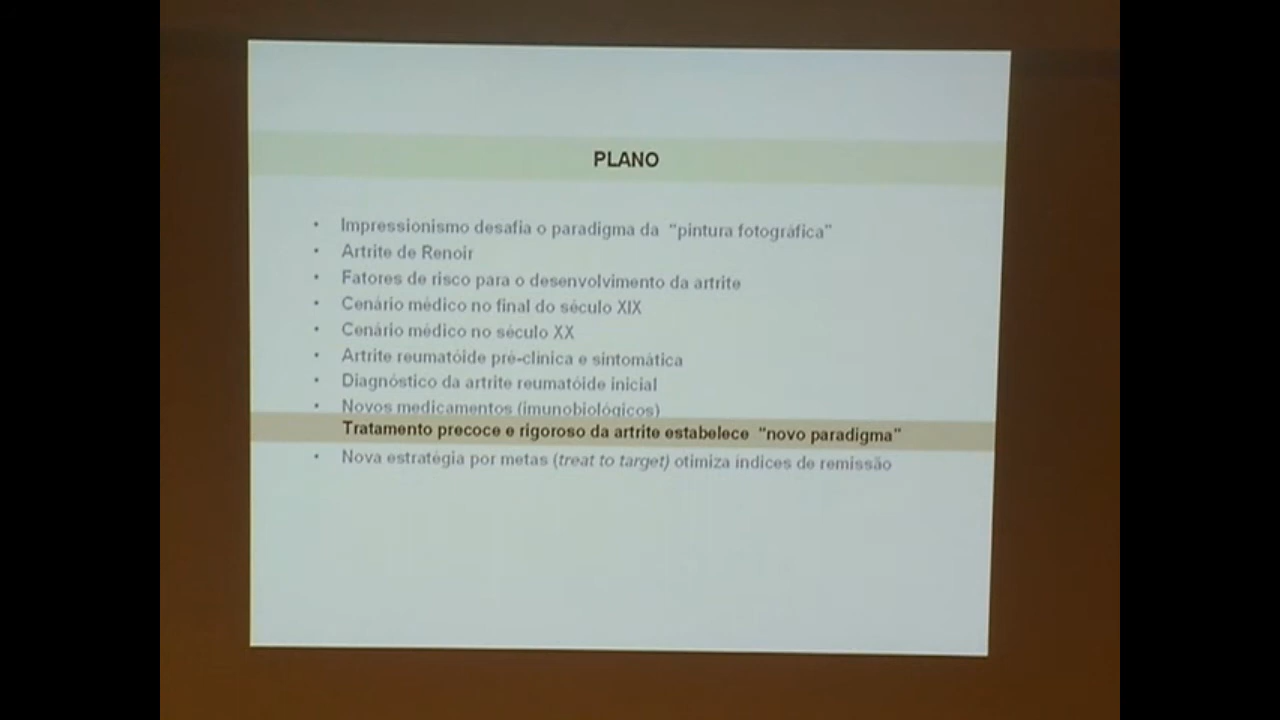 PLANO
• Impressionismo desafia o paradigma da “pintura fotográfica”
• Artrite de Renoir
• Fatores de risco para o desenvolvimento da artrite
• Cenário médico no final do século XIX
• Cenário médico no século XX
• Artrite reumatóide pré-clínica e sintomática
• Diagnóstico da artrite reumatóide inicial
• Novos medicamentos (imunobiológicos)
Tratamento precoce e rigoroso da artrite estabelece “novo paradigma”
• Nova estratégia por metas (treat to target) otimiza índices de remissão